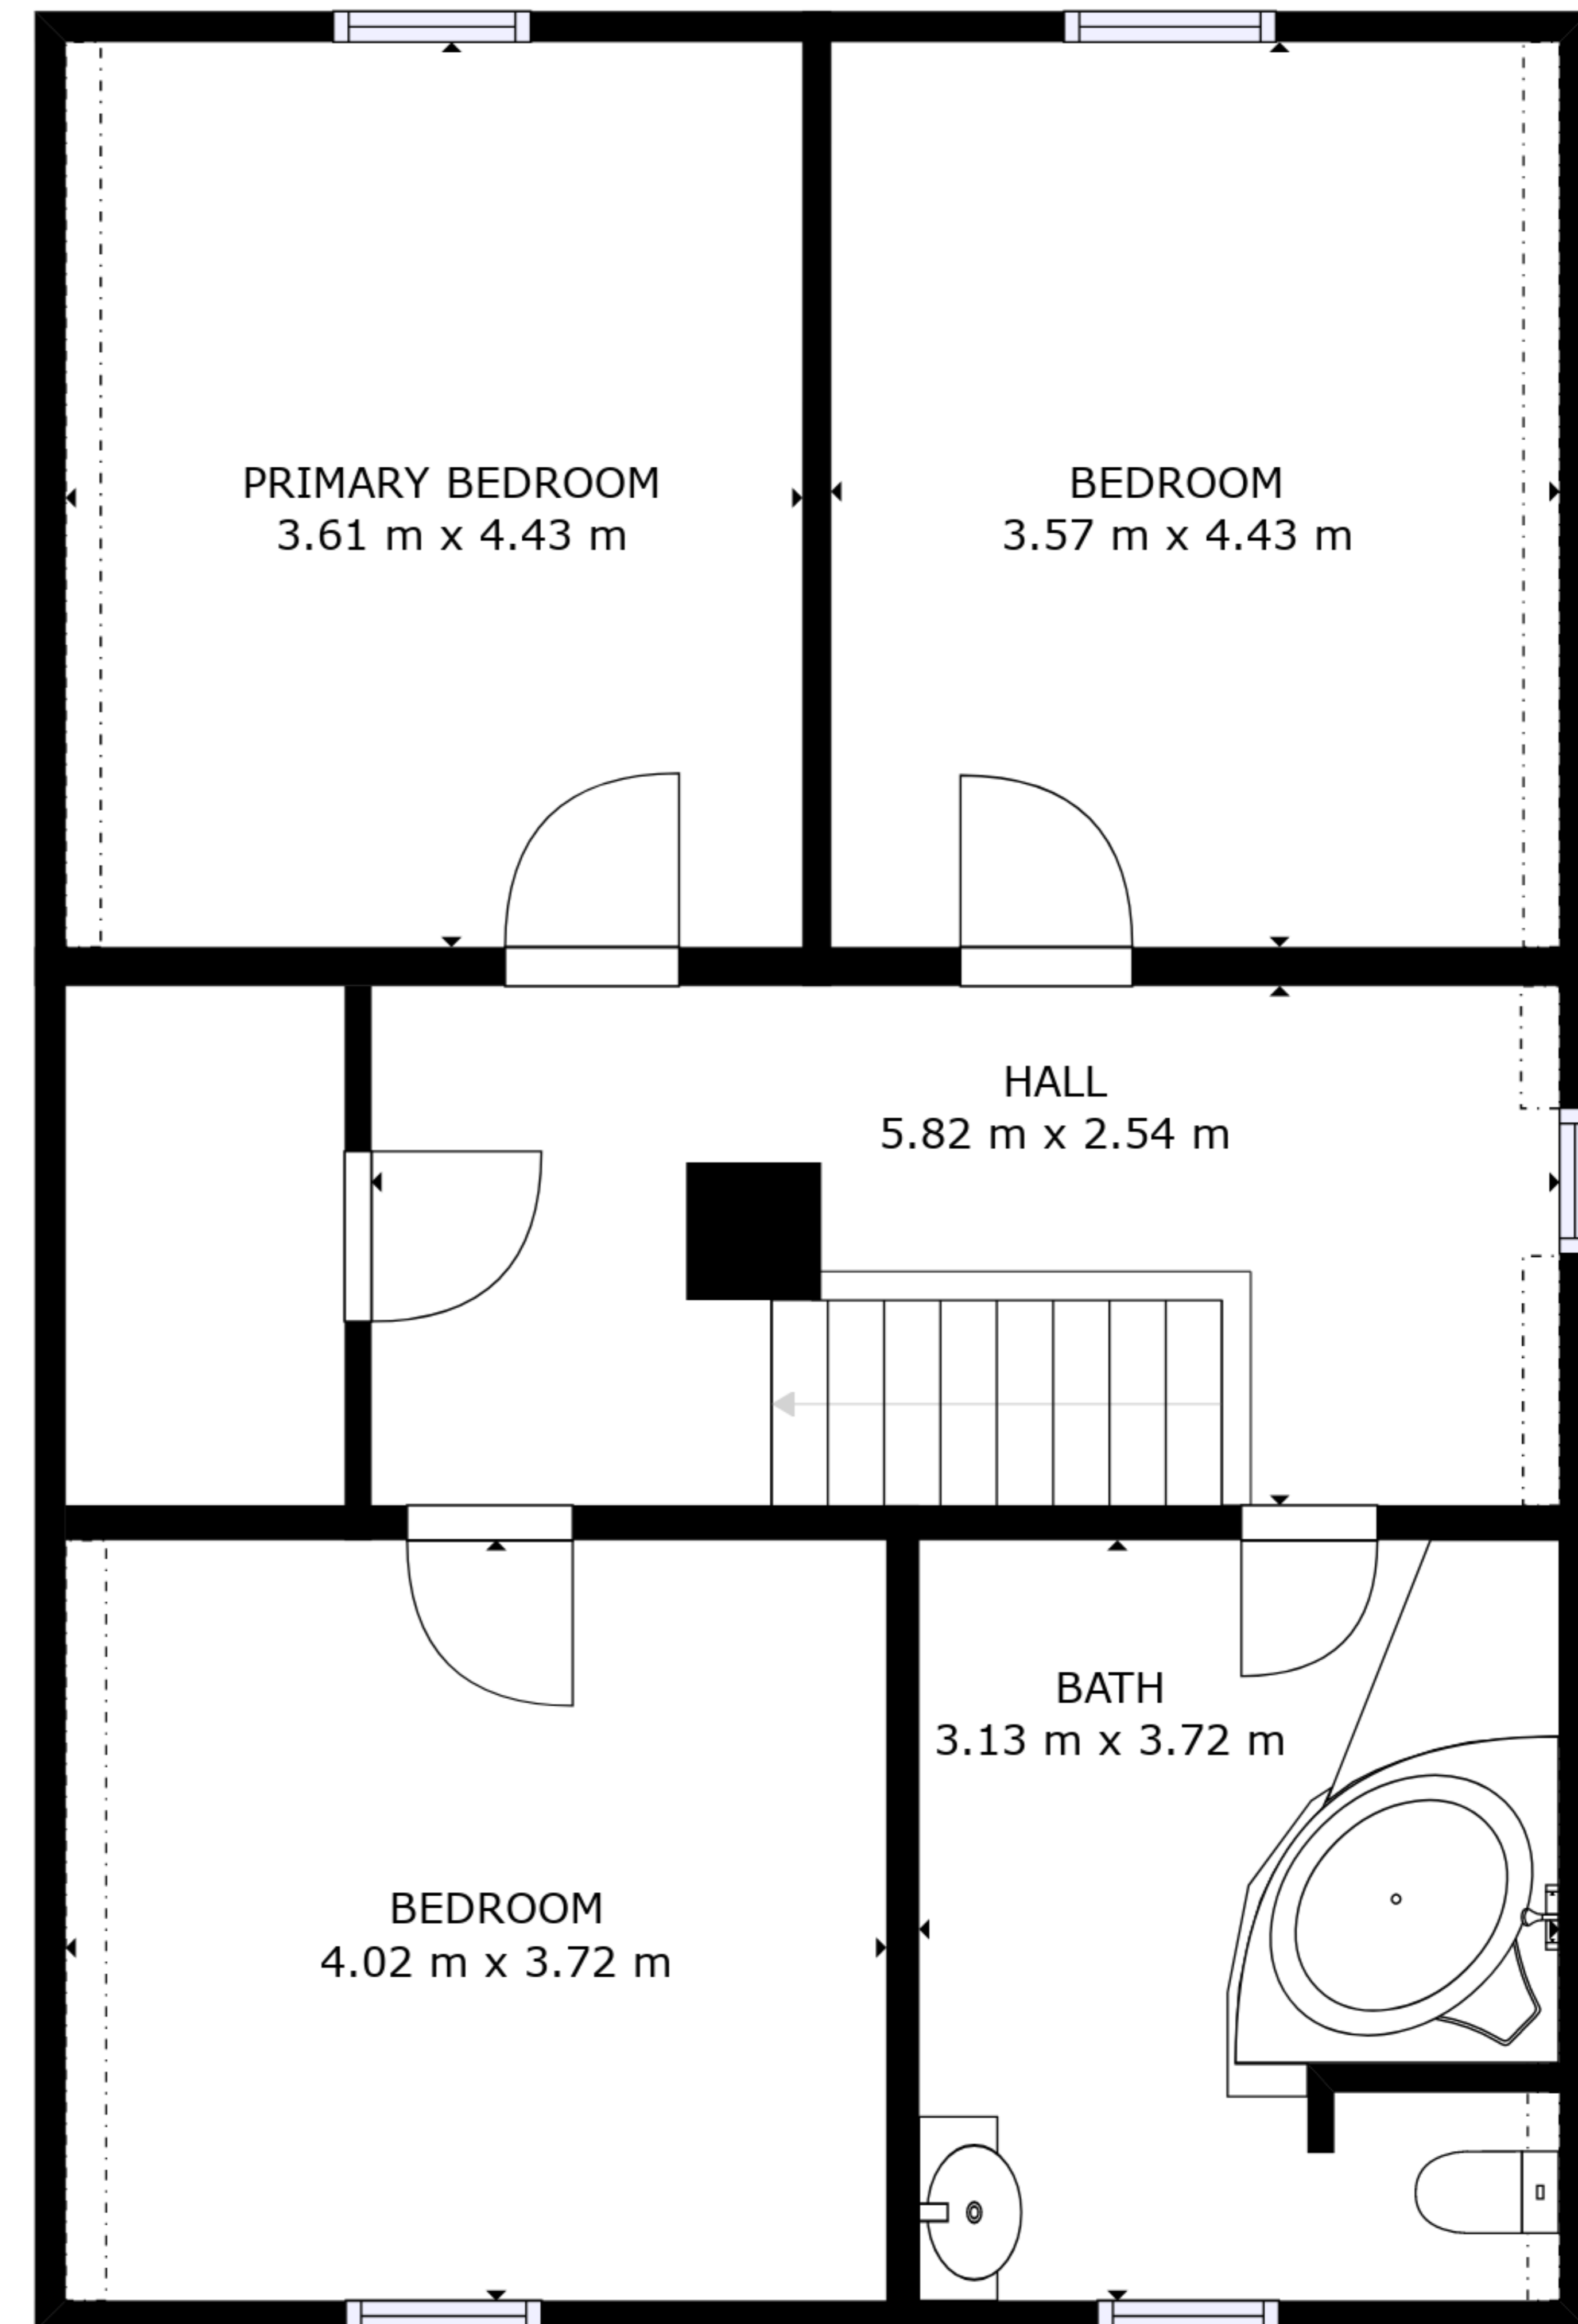 PRIMARY BEDROOM
3.61 m x 4.43 m
BEDROOM
3.57 m x 4.43 m
HALL
5.82 m x 2.54 m
BATH
3.13 m x 3.72 m
BEDROOM
4.02 m x 3.72 m